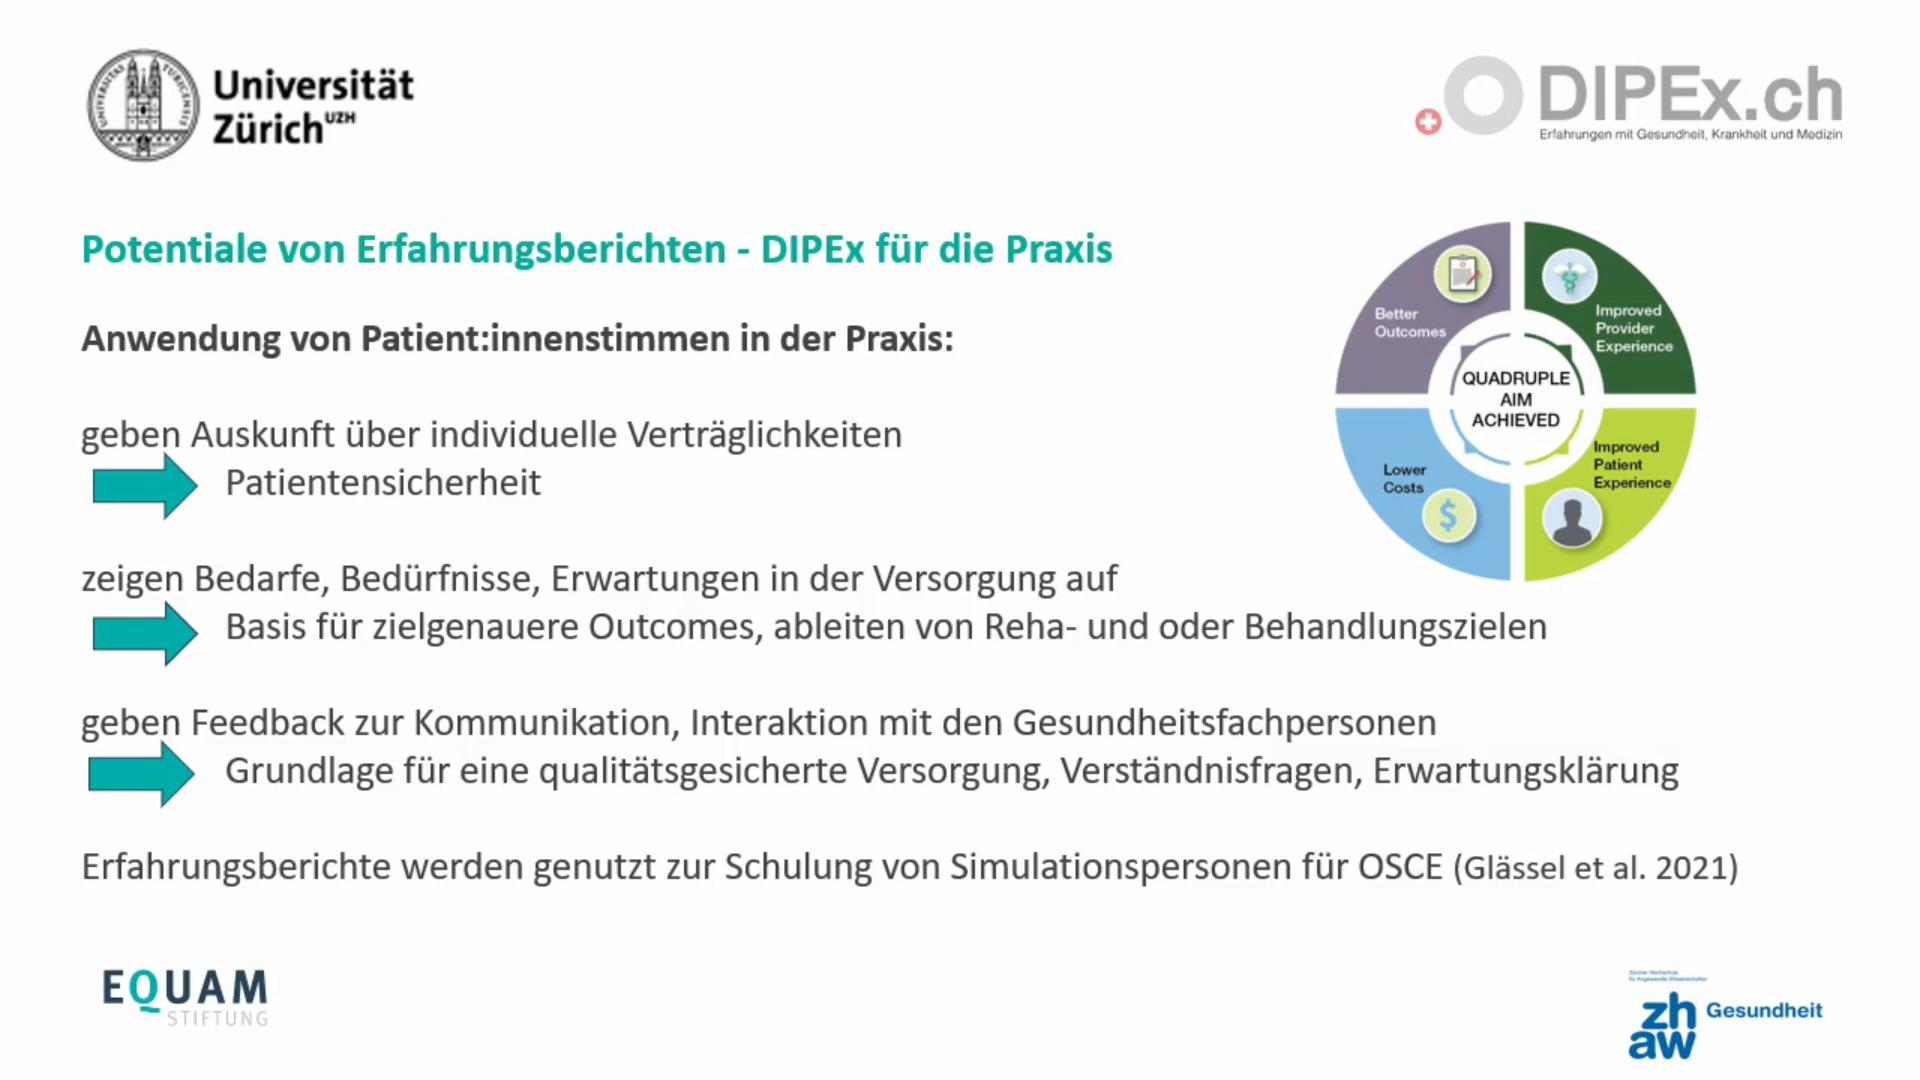 Universität
Zürich UZH
DIPEx.ch
Erfahrungen mit Gesundheit, Krankheit und Medizin
Potentiale von Erfahrungsberichten - DIPEx für die Praxis
Anwendung von Patient:innenstimmen in der Praxis:
geben Auskunft über individuelle Verträglichkeiten
Patientensicherheit
zeigen Bedarfe, Bedürfnisse, Erwartungen in der Versorgung auf
Basis für zielgenauere Outcomes, ableiten von Reha- und oder Behandlungszielen
geben Feedback zur Kommunikation, Interaktion mit den Gesundheitsfachpersonen
Grundlage für eine qualitätsgesicherte Versorgung, Verständnisfragen, Erwartungsklärung
Erfahrungsberichte werden genutzt zur Schulung von Simulationspersonen für OSCE (Glässel et al. 2021)
Better
Outcomes
Improved
Provider
Experience
QUADRUPLE
AIM
ACHIEVED
Lower
Costs
$
Improved
Patient
Experience
EQUAM
STIFTUNG
Zürcher Hochschule
für Angewandte Wissenschaften
zh
aw
Gesundheit